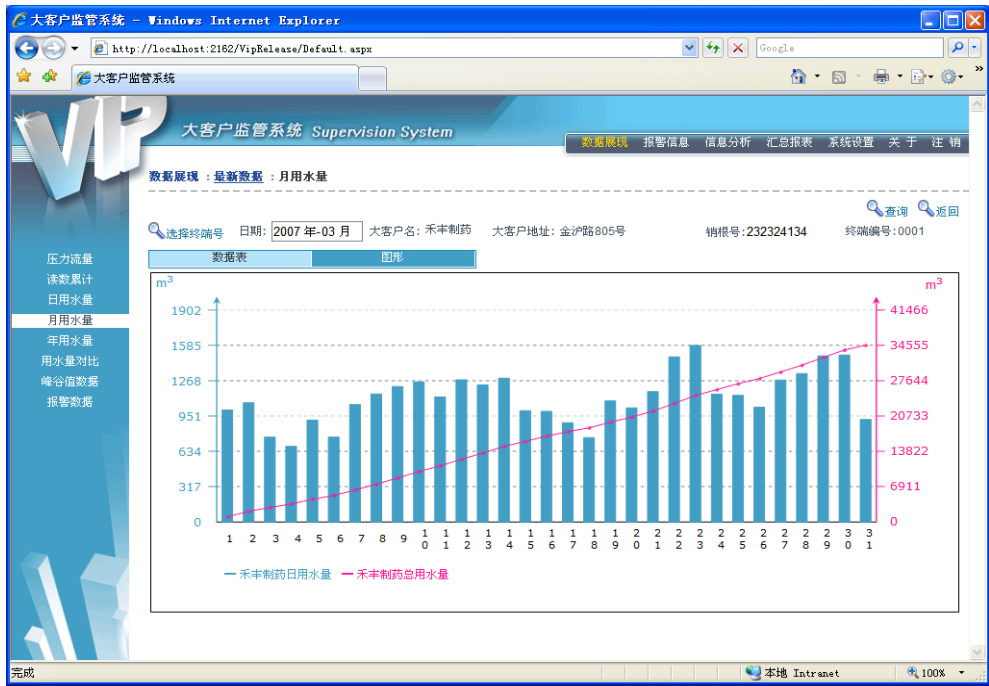 大客户监管系统 - Windows Internet Explorer
http://localhost:2162/VipRelease/Default.aspx
Google
大客户监管系统
VIP
大客户监管系统 Supervision System
数据展现 报警信息 信息分析 汇总报表 系统设置 关于 注销
数据展现 : 最新数据 : 月用水量
查询 返回
选择终端号 日期: 2007 年-03 月 大客户名: 禾丰制药 大客户地址: 金沪路805号 销根号:232324134 终端编号:0001
压力流量
读数累计
日用水量
月用水量
年用水量
用水量对比
峰谷值数据
报警数据
数据表 图形
m³ m³
1902 41466
1585 34555
1268 27644
951 20733
634 13822
317 6911
0 0
1 2 3 4 5 6 7 8 9 10 11 12 13 14 15 16 17 18 19 20 21 22 23 24 25 26 27 28 29 30 31
禾丰制药日用水量 禾丰制药总用水量
完成 本地 Intranet 100%